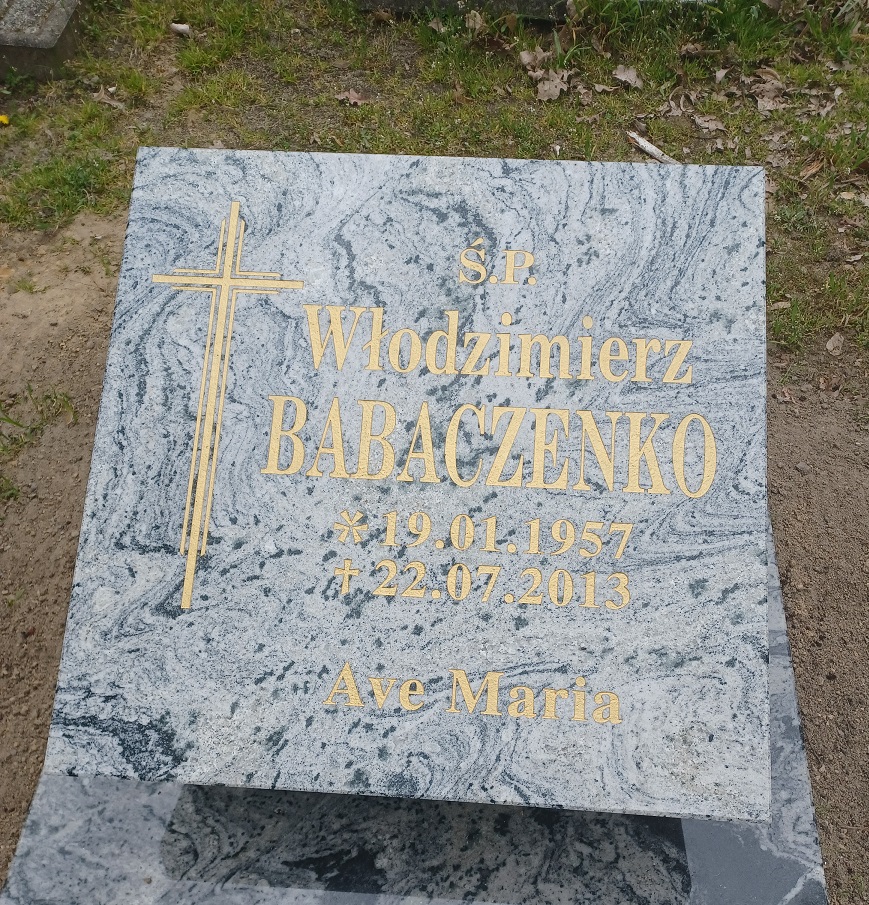 Ś.P.
Włodzimierz
BABACZENKO
* 19.01.1957
✝ 22.07.2013
Ave Maria